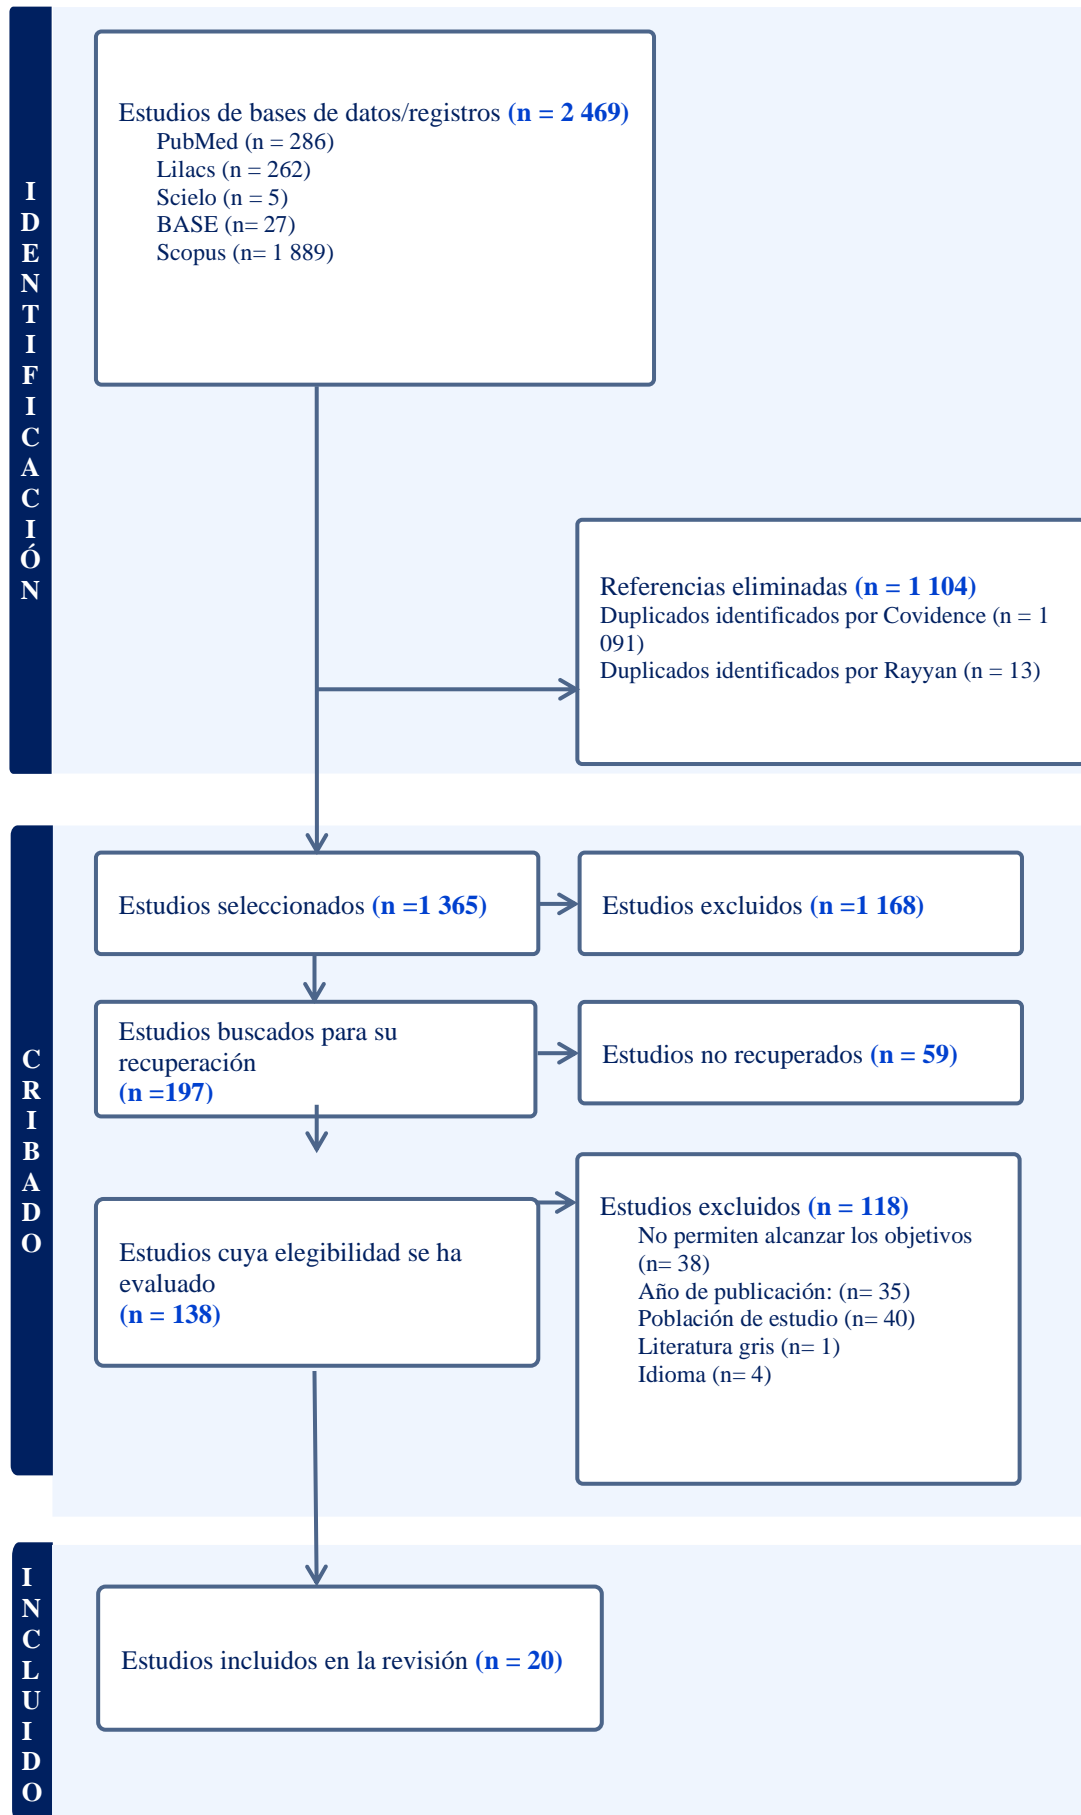 IDENTIFICACIÓN
Estudios de bases de datos/registros (n = 2 469)
PubMed (n = 286)
Lilacs (n = 262)
Scielo (n = 5)
BASE (n= 27)
Scopus (n= 1 889)
Referencias eliminadas (n = 1 104)
Duplicados identificados por Covidence (n = 1
091)
Duplicados identificados por Rayyan (n = 13)
CRIBADO
Estudios seleccionados (n =1 365)
Estudios excluidos (n =1 168)
Estudios buscados para su
recuperación
(n =197)
Estudios no recuperados (n = 59)
Estudios cuya elegibilidad se ha
evaluado
(n = 138)
Estudios excluidos (n = 118)
No permiten alcanzar los objetivos
(n= 38)
Año de publicación: (n= 35)
Población de estudio (n= 40)
Literatura gris (n= 1)
Idioma (n= 4)
INCLUIDO
Estudios incluidos en la revisión (n = 20)